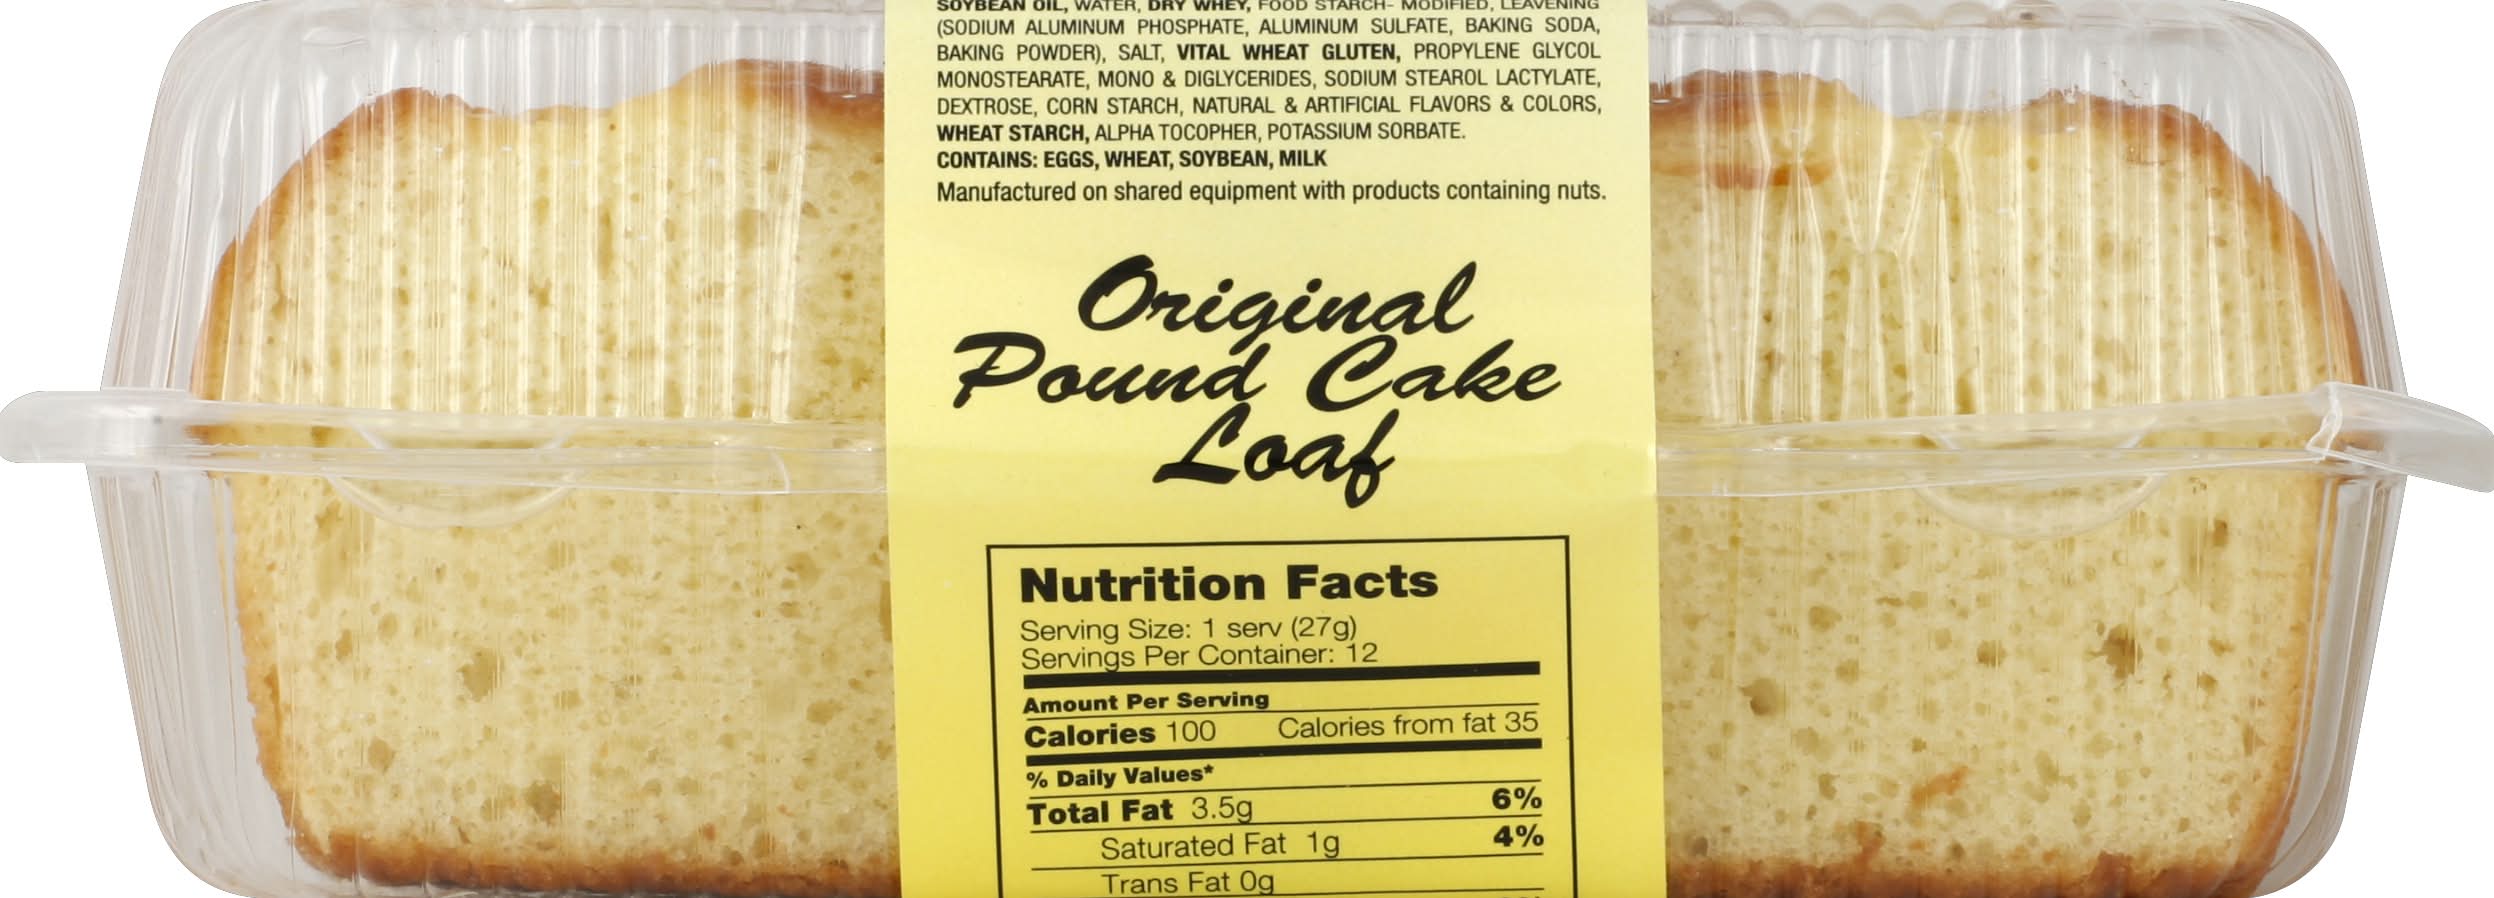 SOYBEAN OIL, WATER, DRY WHEY, FOOD STARCH- MODIFIED, LEAVENING
(SODIUM ALUMINUM PHOSPHATE, ALUMINUM SULFATE, BAKING SODA,
BAKING POWDER), SALT, VITAL WHEAT GLUTEN, PROPYLENE GLYCOL
MONOSTEARATE, MONO & DIGLYCERIDES, SODIUM STEAROL LACTYLATE,
DEXTROSE, CORN STARCH, NATURAL & ARTIFICIAL FLAVORS & COLORS,
WHEAT STARCH, ALPHA TOCOPHER, POTASSIUM SORBATE.
CONTAINS: EGGS, WHEAT, SOYBEAN, MILK
Manufactured on shared equipment with products containing nuts.
Original
Pound Cake
Loaf
Nutrition Facts
Serving Size: 1 serv (27g)
Servings Per Container: 12
Amount Per Serving
Calories 100 Calories from fat 35
% Daily Values*
Total Fat 3.5g 6%
Saturated Fat 1g 4%
Trans Fat 0g